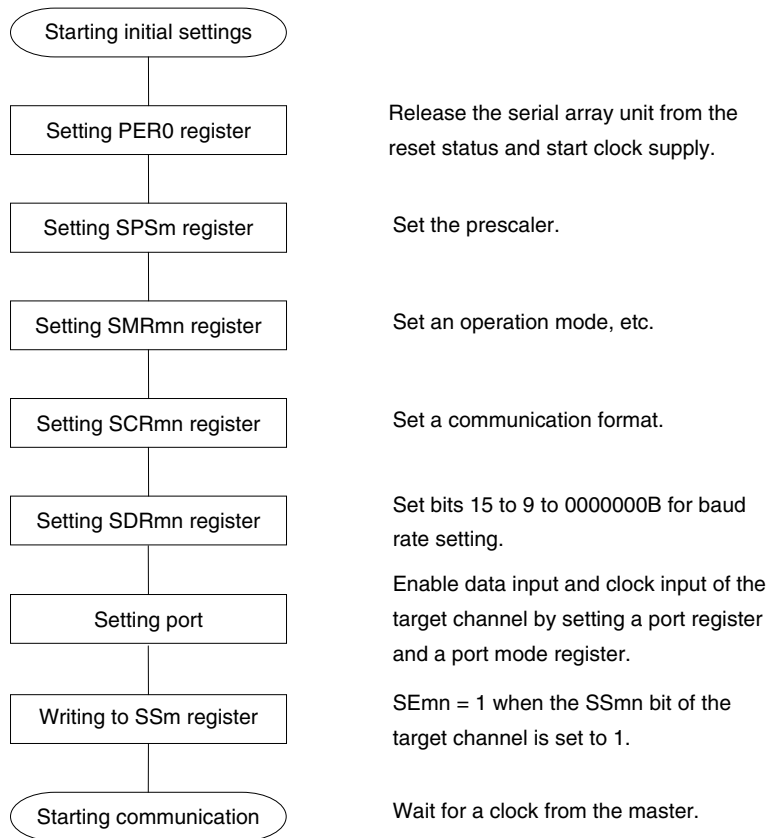 Starting initial settings
Setting PER0 register
Release the serial array unit from the
reset status and start clock supply.
Setting SPSm register
Set the prescaler.
Setting SMRmn register
Set an operation mode, etc.
Setting SCRmn register
Set a communication format.
Setting SDRmn register
Set bits 15 to 9 to 0000000B for baud
rate setting.
Setting port
Enable data input and clock input of the
target channel by setting a port register
and a port mode register.
Writing to SSm register
SEmn = 1 when the SSmn bit of the
target channel is set to 1.
Starting communication
Wait for a clock from the master.